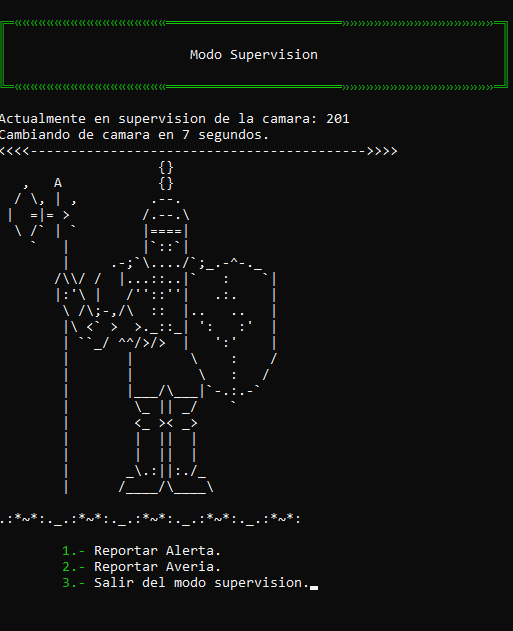 Modo Supervision
Actualmente en supervision de la camara: 201
Cambiando de camara en 7 segundos.
1.- Reportar Alerta.
2.- Reportar Averia.
3.- Salir del modo supervision.